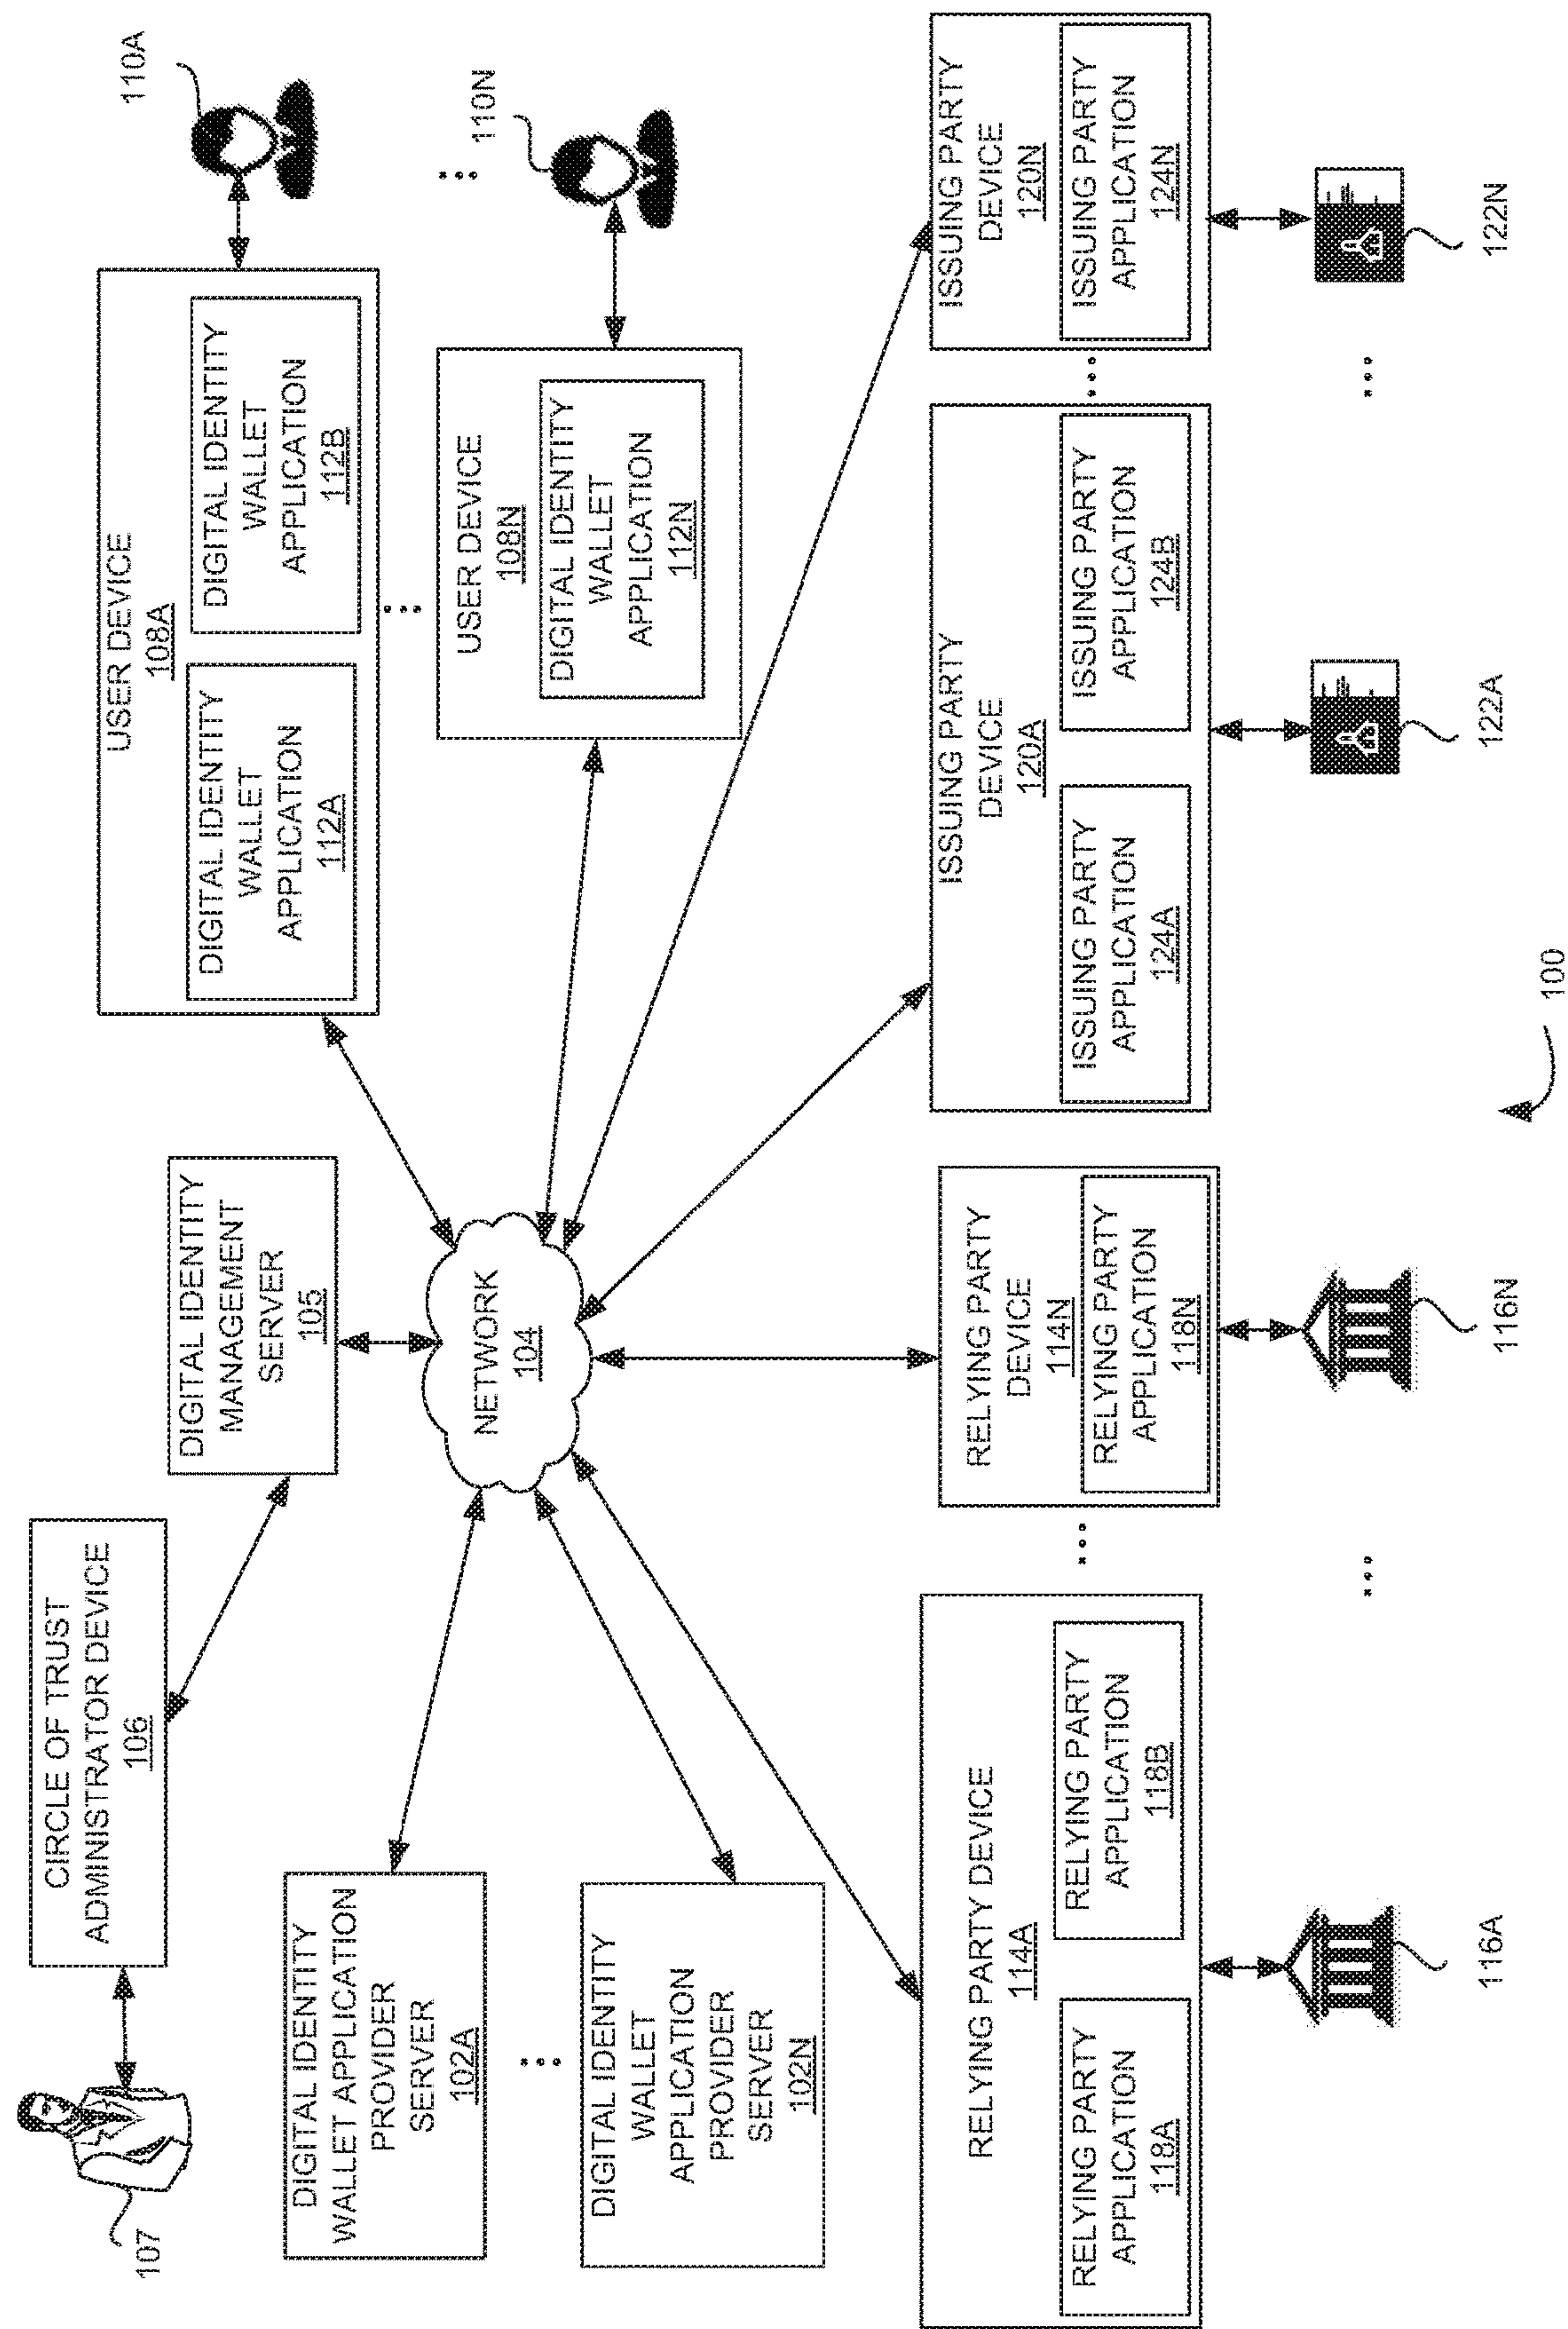 107
CIRCLE OF TRUST
ADMINISTRATOR DEVICE
106
DIGITAL IDENTITY
MANAGEMENT
SERVER
105
USER DEVICE
108A
DIGITAL IDENTITY
WALLET
APPLICATION
112A
DIGITAL IDENTITY
WALLET
APPLICATION
112B
110A
DIGITAL IDENTITY
WALLET APPLICATION
PROVIDER
SERVER
102A
...
DIGITAL IDENTITY
WALLET
APPLICATION
PROVIDER
SERVER
102N
NETWORK
104
...
USER DEVICE
108N
DIGITAL IDENTITY
WALLET
APPLICATION
112N
...
110N
RELYING PARTY DEVICE
114A
RELYING PARTY
APPLICATION
118A
RELYING PARTY
APPLICATION
118B
...
RELYING PARTY
DEVICE
114N
RELYING PARTY
APPLICATION
118N
ISSUING PARTY
DEVICE
120A
ISSUING PARTY
APPLICATION
124A
ISSUING PARTY
APPLICATION
124B
...
ISSUING PARTY
DEVICE
120N
ISSUING PARTY
APPLICATION
124N
116A
...
116N
122A
...
122N
100